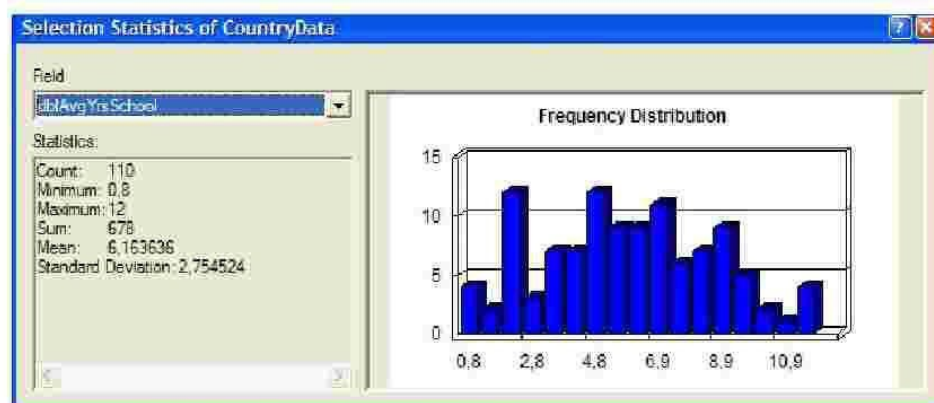 Selection Statistics of CountryData
Field
dblAvgYrsSchool
Statistics:
Count: 110
Minimum: 0,8
Maximum: 12
Sum: 678
Mean: 6,163636
Standard Deviation: 2,754524
Frequency Distribution
15
10
5
0
0,8 2,8 4,8 6,9 8,9 10,9